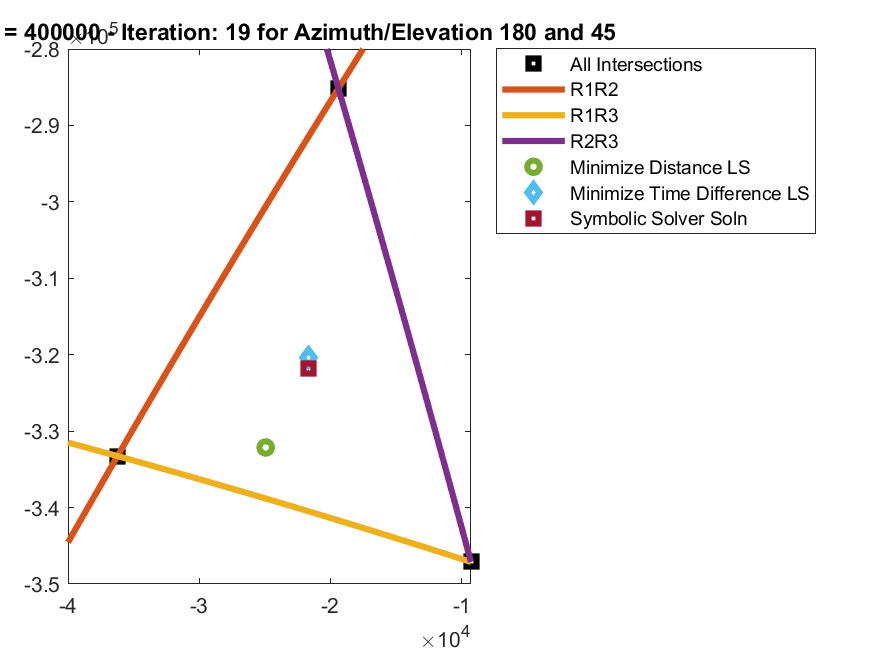 = 400000 - Iteration: 19 for Azimuth/Elevation 180 and 45
×10⁵
-2.8
-2.9
-3
-3.1
-3.2
-3.3
-3.4
-3.5
-4
-3
-2
-1
×10⁴
All Intersections
R1R2
R1R3
R2R3
Minimize Distance LS
Minimize Time Difference LS
Symbolic Solver Soln